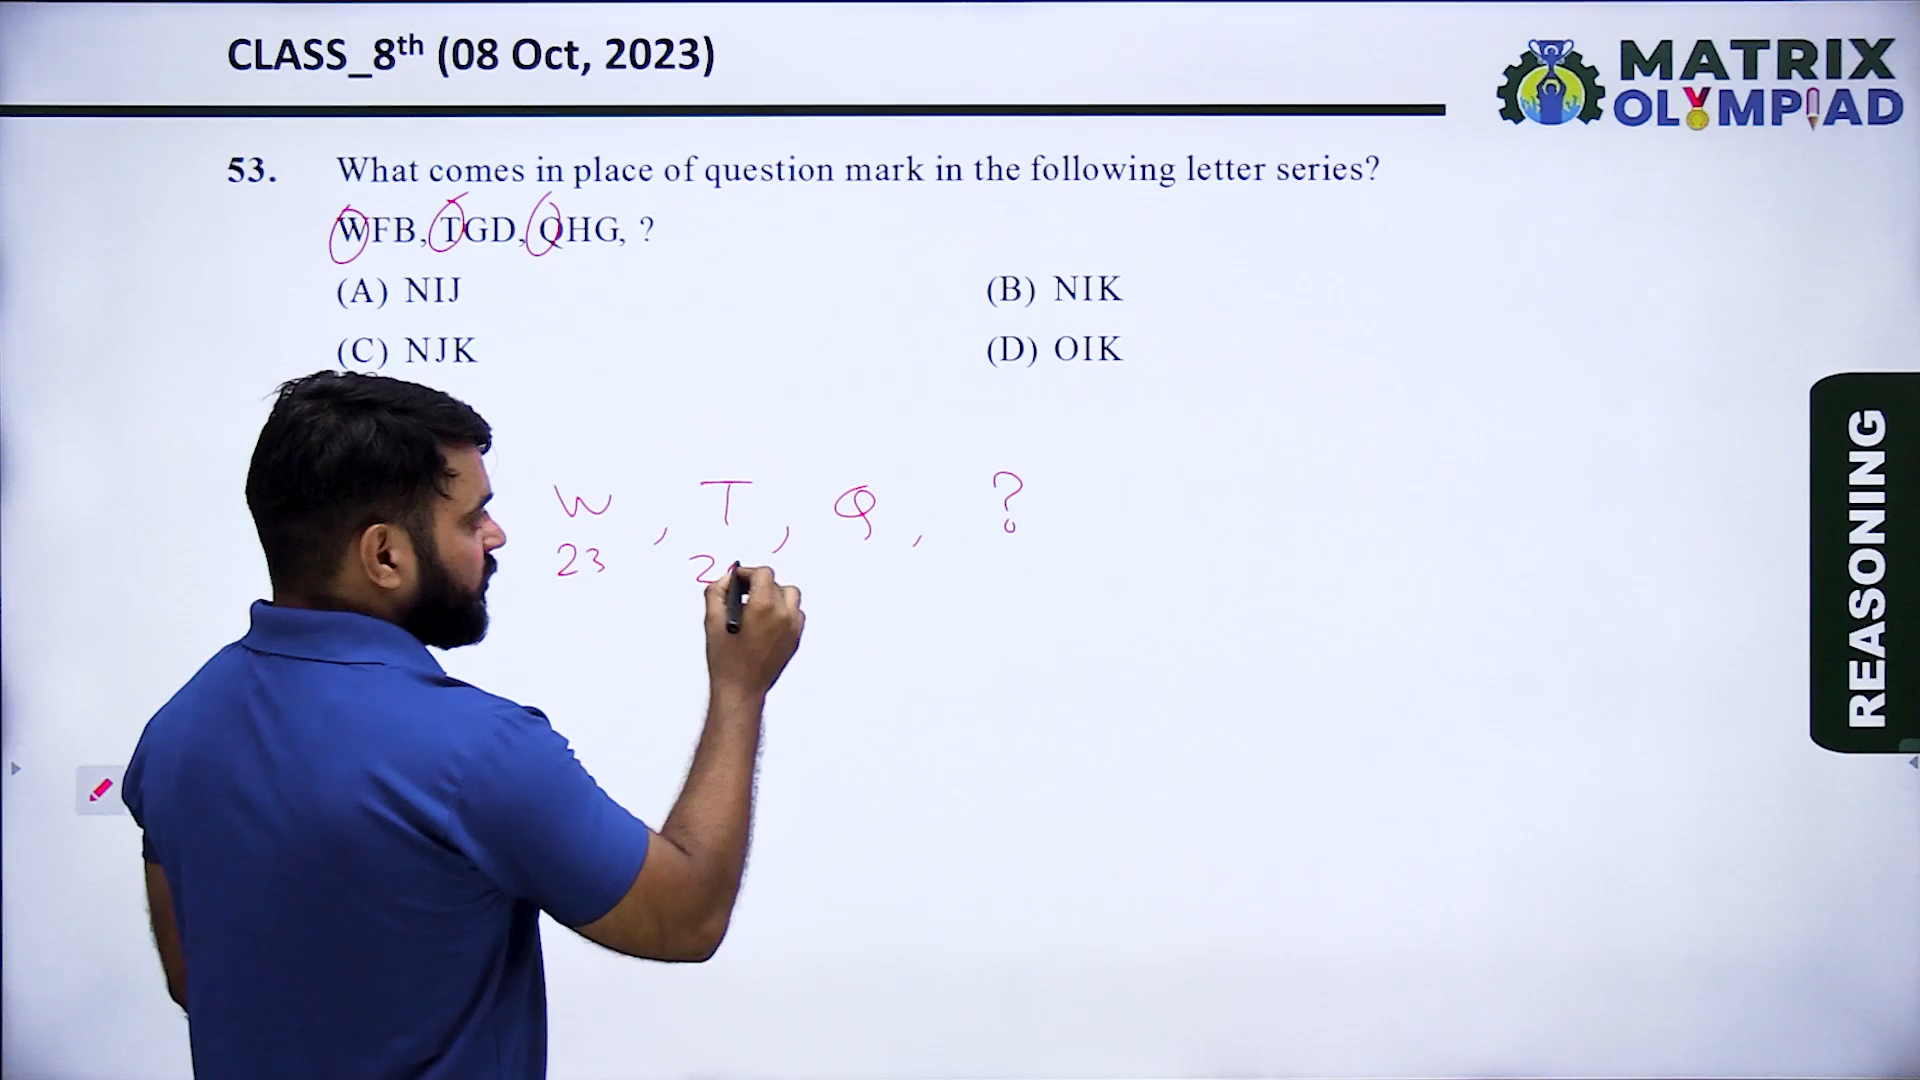 CLASS_8th (08 Oct, 2023)
MATRIX
OLYMPIAD
53. What comes in place of question mark in the following letter series?
WFB, TGD, QHG, ?
(A) NIJ (B) NIK
(C) NJK (D) OIK
W , T , Q , ?
23 2
REASONING